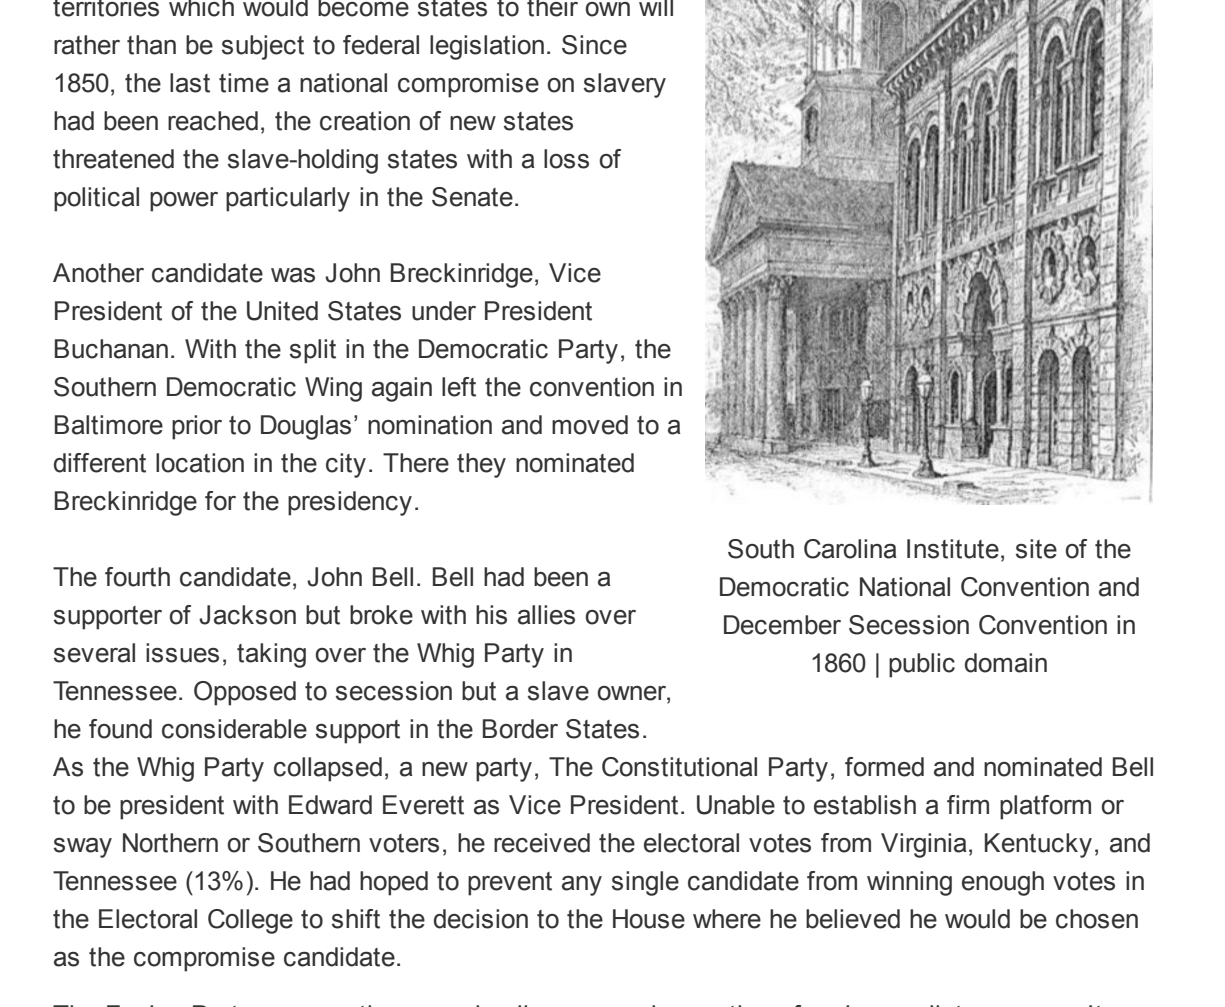 territories which would become states to their own will
rather than be subject to federal legislation. Since
1850, the last time a national compromise on slavery
had been reached, the creation of new states
threatened the slave-holding states with a loss of
political power particularly in the Senate.
Another candidate was John Breckinridge, Vice
President of the United States under President
Buchanan. With the split in the Democratic Party, the
Southern Democratic Wing again left the convention in
Baltimore prior to Douglas’ nomination and moved to a
different location in the city. There they nominated
Breckinridge for the presidency.
The fourth candidate, John Bell. Bell had been a
supporter of Jackson but broke with his allies over
several issues, taking over the Whig Party in
Tennessee. Opposed to secession but a slave owner,
he found considerable support in the Border States.
As the Whig Party collapsed, a new party, The Constitutional Party, formed and nominated Bell
to be president with Edward Everett as Vice President. Unable to establish a firm platform or
sway Northern or Southern voters, he received the electoral votes from Virginia, Kentucky, and
Tennessee (13%). He had hoped to prevent any single candidate from winning enough votes in
the Electoral College to shift the decision to the House where he believed he would be chosen
as the compromise candidate.
South Carolina Institute, site of the
Democratic National Convention and
December Secession Convention in
1860 | public domain